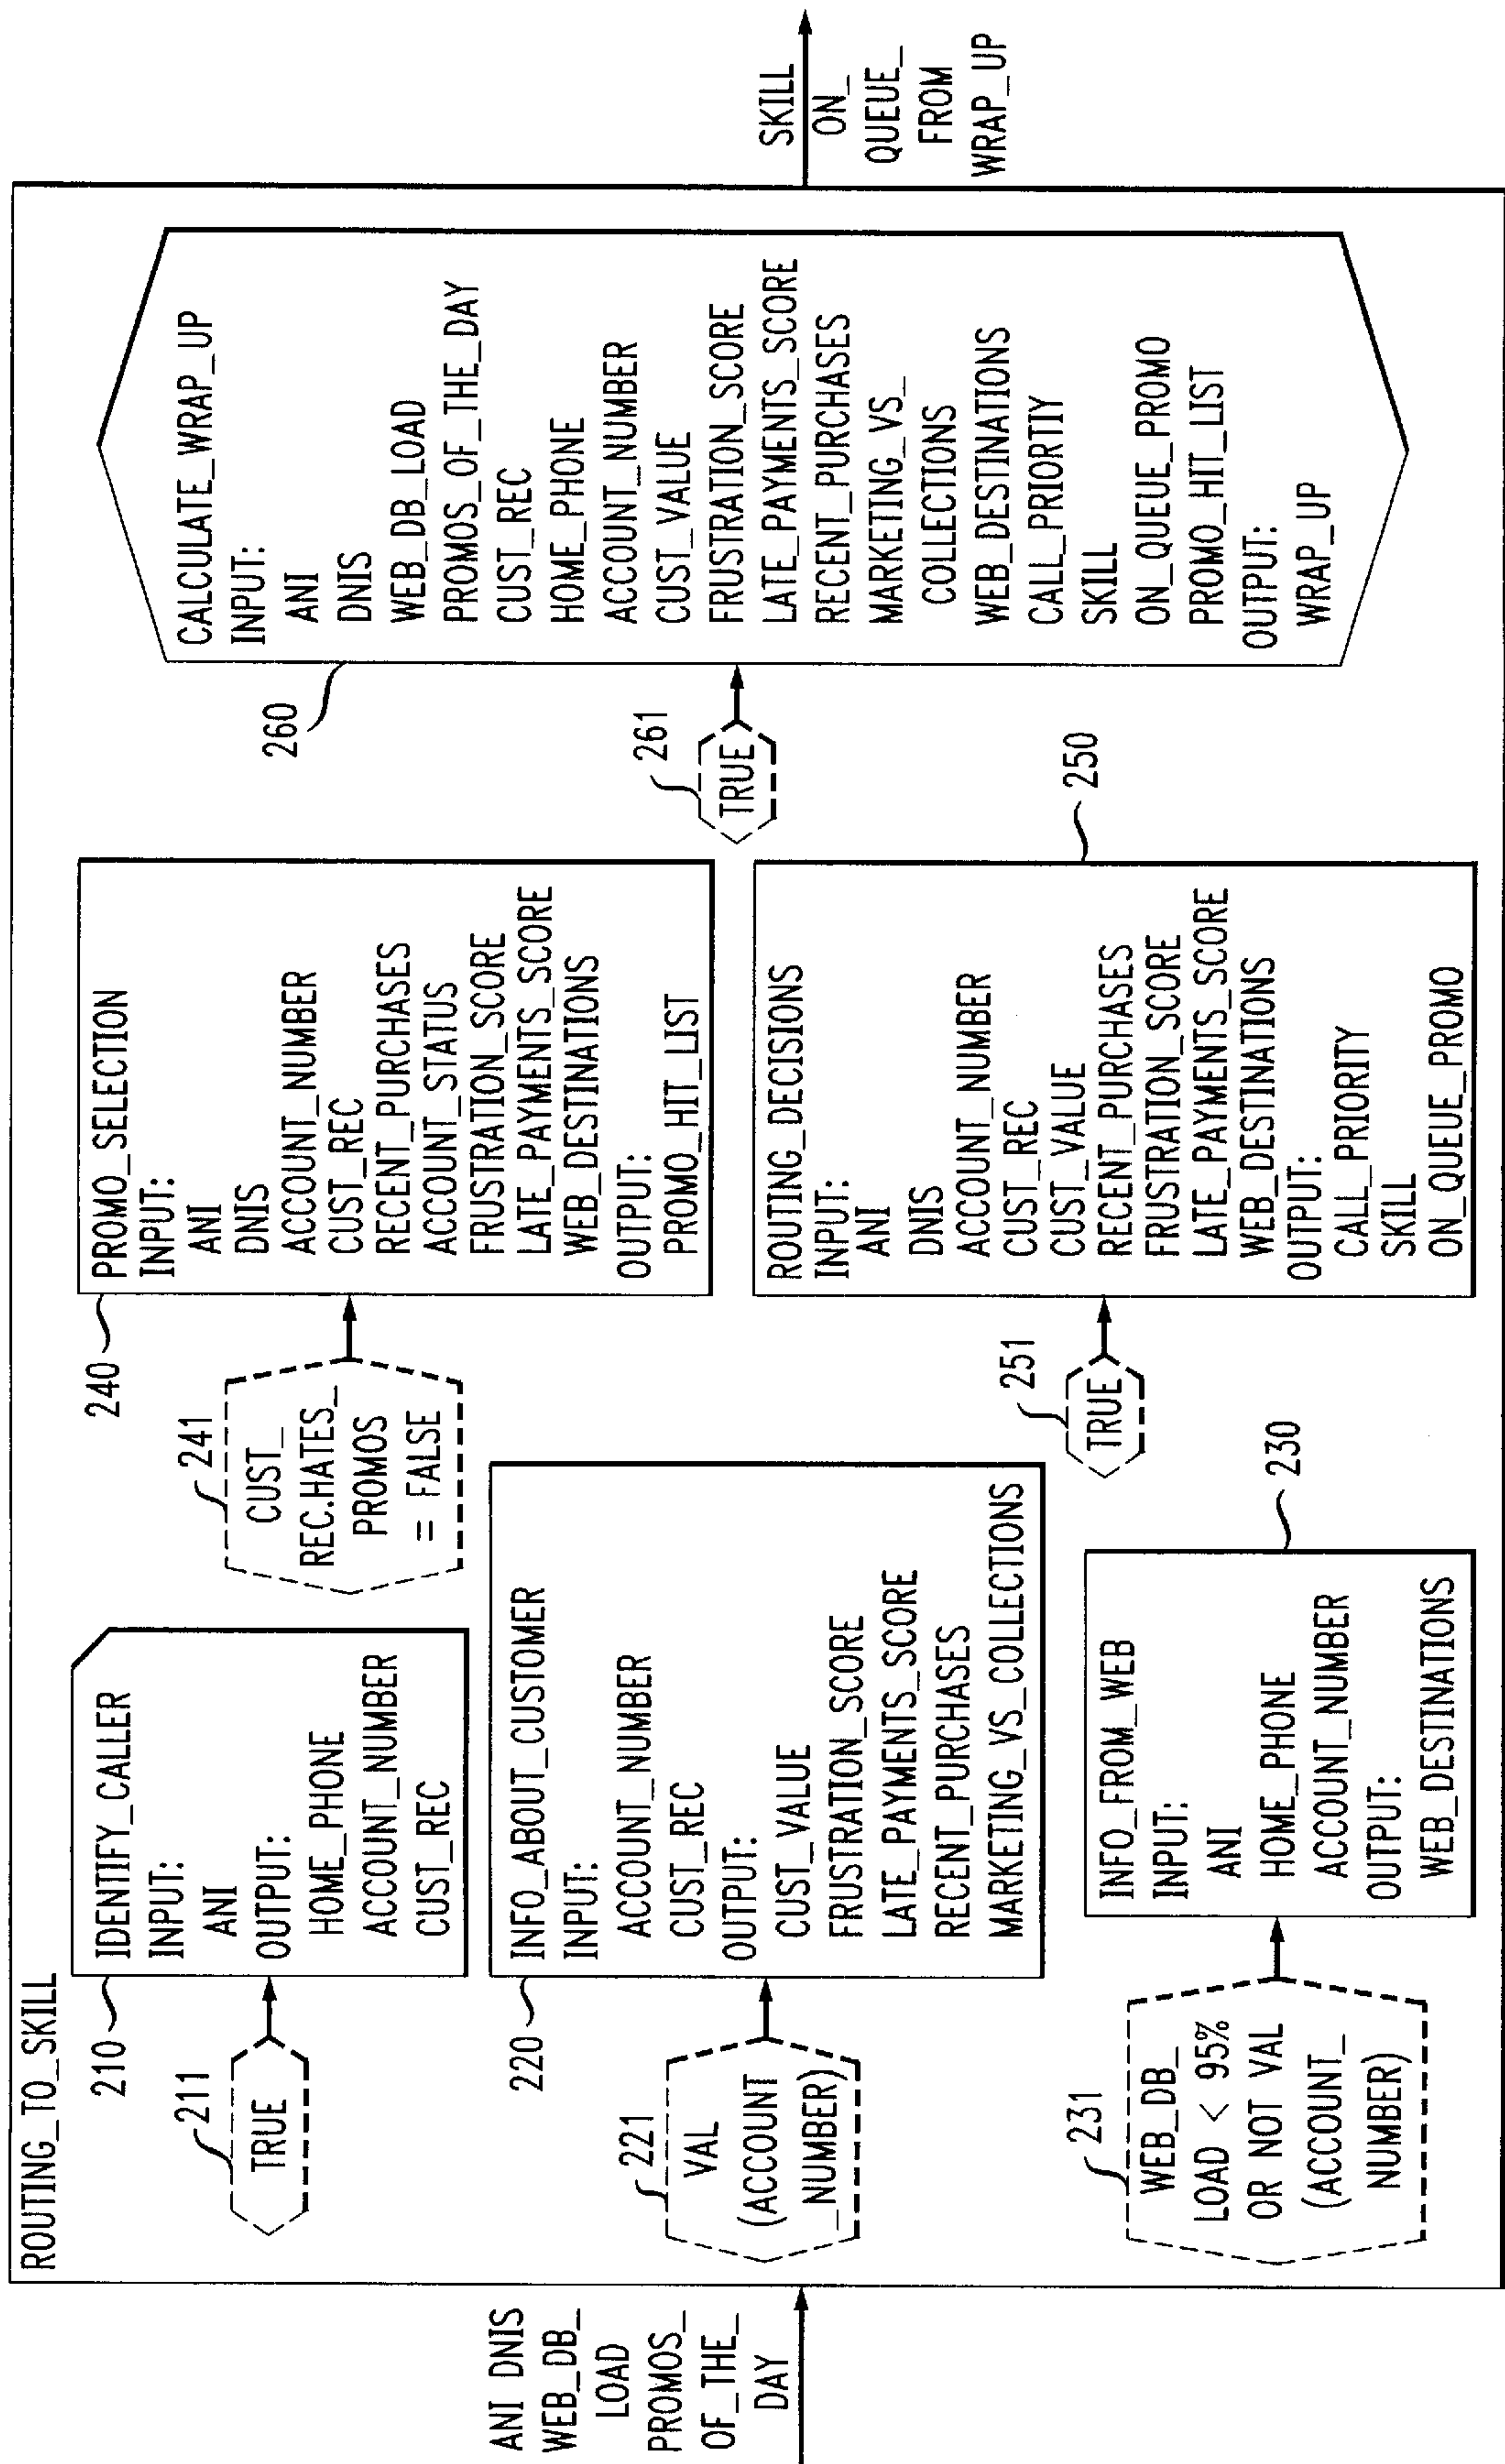 ROUTING_TO_SKILL
ANI DNIS
WEB_DB_
LOAD
PROMOS_
OF_THE_
DAY
211
TRUE
210
IDENTIFY_CALLER
INPUT:
ANI
OUTPUT:
HOME_PHONE
ACCOUNT_NUMBER
CUST_REC
221
VAL
(ACCOUNT
_NUMBER)
220
INFO_ABOUT_CUSTOMER
INPUT:
ACCOUNT_NUMBER
CUST_REC
OUTPUT:
CUST_VALUE
FRUSTRATION_SCORE
LATE_PAYMENTS_SCORE
RECENT_PURCHASES
MARKETING_VS_COLLECTIONS
231
WEB_DB_
LOAD < 95%
OR NOT VAL
(ACCOUNT_
NUMBER)
230
INFO_FROM_WEB
INPUT:
ANI
HOME_PHONE
ACCOUNT_NUMBER
OUTPUT:
WEB_DESTINATIONS
241
CUST_
REC.HATES_
PROMOS
= FALSE
240
PROMO_SELECTION
INPUT:
ANI
DNIS
ACCOUNT_NUMBER
CUST_REC
RECENT_PURCHASES
ACCOUNT_STATUS
FRUSTRATION_SCORE
LATE_PAYMENTS_SCORE
WEB_DESTINATIONS
OUTPUT:
PROMO_HIT_LIST
251
TRUE
250
ROUTING_DECISIONS
INPUT:
ANI
DNIS
ACCOUNT_NUMBER
CUST_REC
CUST_VALUE
RECENT_PURCHASES
FRUSTRATION_SCORE
LATE_PAYMENTS_SCORE
WEB_DESTINATIONS
OUTPUT:
CALL_PRIORITY
SKILL
ON_QUEUE_PROMO
261
TRUE
260
CALCULATE_WRAP_UP
INPUT:
ANI
DNIS
WEB_DB_LOAD
PROMOS_OF_THE_DAY
CUST_REC
HOME_PHONE
ACCOUNT_NUMBER
CUST_VALUE
FRUSTRATION_SCORE
LATE_PAYMENTS_SCORE
RECENT_PURCHASES
MARKETING_VS_
COLLECTIONS
WEB_DESTINATIONS
CALL_PRIORTIY
SKILL
ON_QUEUE_PROMO
PROMO_HIT_LIST
OUTPUT:
WRAP_UP
SKILL
ON_
QUEUE_
FROM
WRAP_UP